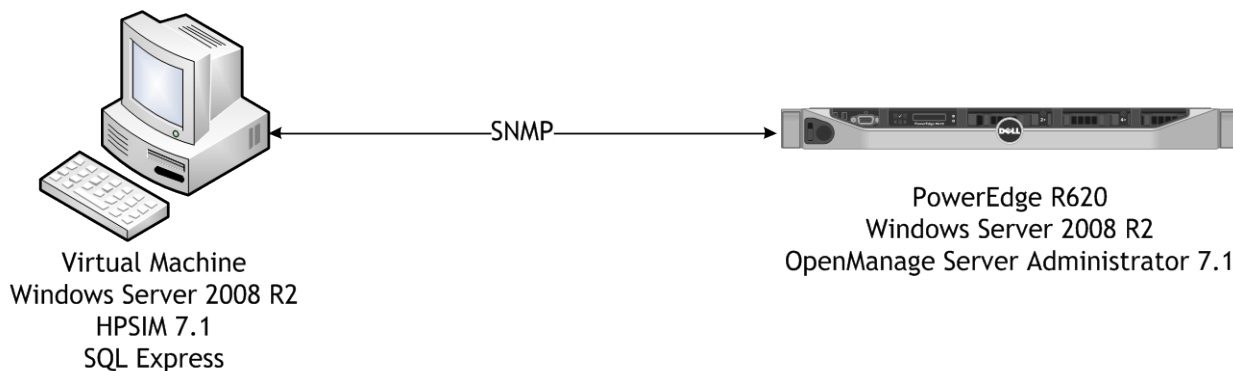 Virtual Machine
Windows Server 2008 R2
HPSIM 7.1
SQL Express
SNMP
DELL
PowerEdge R620
Windows Server 2008 R2
OpenManage Server Administrator 7.1